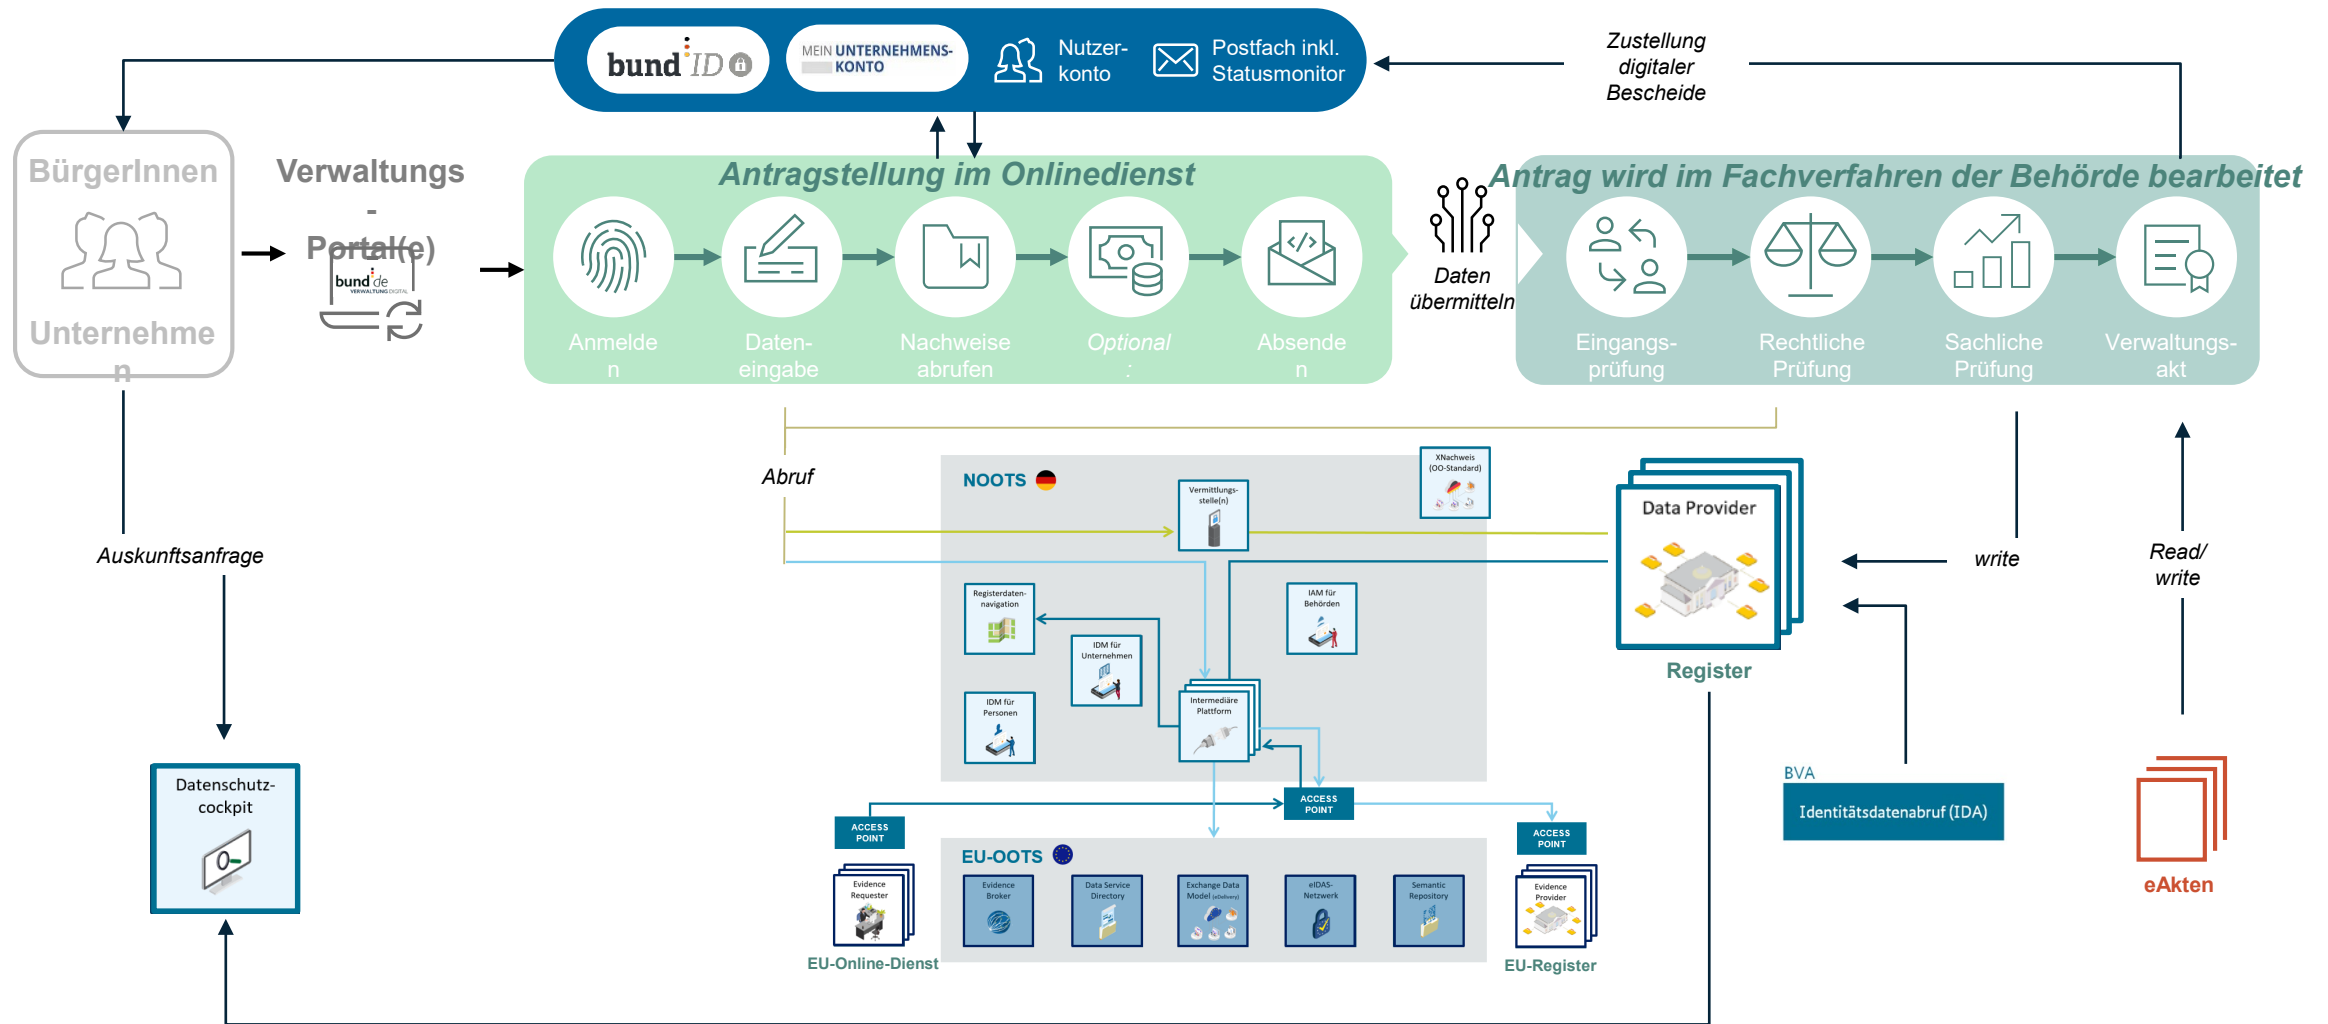 bund ID
MEIN UNTERNEHMENS-
KONTO
Nutzer-
konto
Postfach inkl.
Statusmonitor
Zustellung
digitaler
Bescheide
BürgerInnen
Unternehme
n
Verwaltungs
-
Portal(e)
bund de
VERWALTUNG DIGITAL
Antragstellung im Onlinedienst
Anmelde
n
Daten-
eingabe
Nachweise
abrufen
Optional
:
Absende
n
Daten
übermitteln
Antrag wird im Fachverfahren der Behörde bearbeitet
Eingangs-
prüfung
Rechtliche
Prüfung
Sachliche
Prüfung
Verwaltungs-
akt
Abruf
Auskunftsanfrage
NOOTS
XNachweis
(OO-Standard)
Vermittlungs-
stelle(n)
Registerdaten-
navigation
IAM für
Behörden
IDM für
Unternehmen
IDM für
Personen
Intermediäre
Plattform
Data Provider
Register
write
Read/
write
Datenschutz-
cockpit
ACCESS
POINT
ACCESS
POINT
ACCESS
POINT
BVA
Identitätsdatenabruf (IDA)
eAkten
EU-OOTS
Evidence
Requester
EU-Online-Dienst
Evidence
Broker
Data Service
Directory
Exchange Data
Model (eDelivery)
eIDAS-
Netzwerk
Semantic
Repository
Evidence
Provider
EU-Register